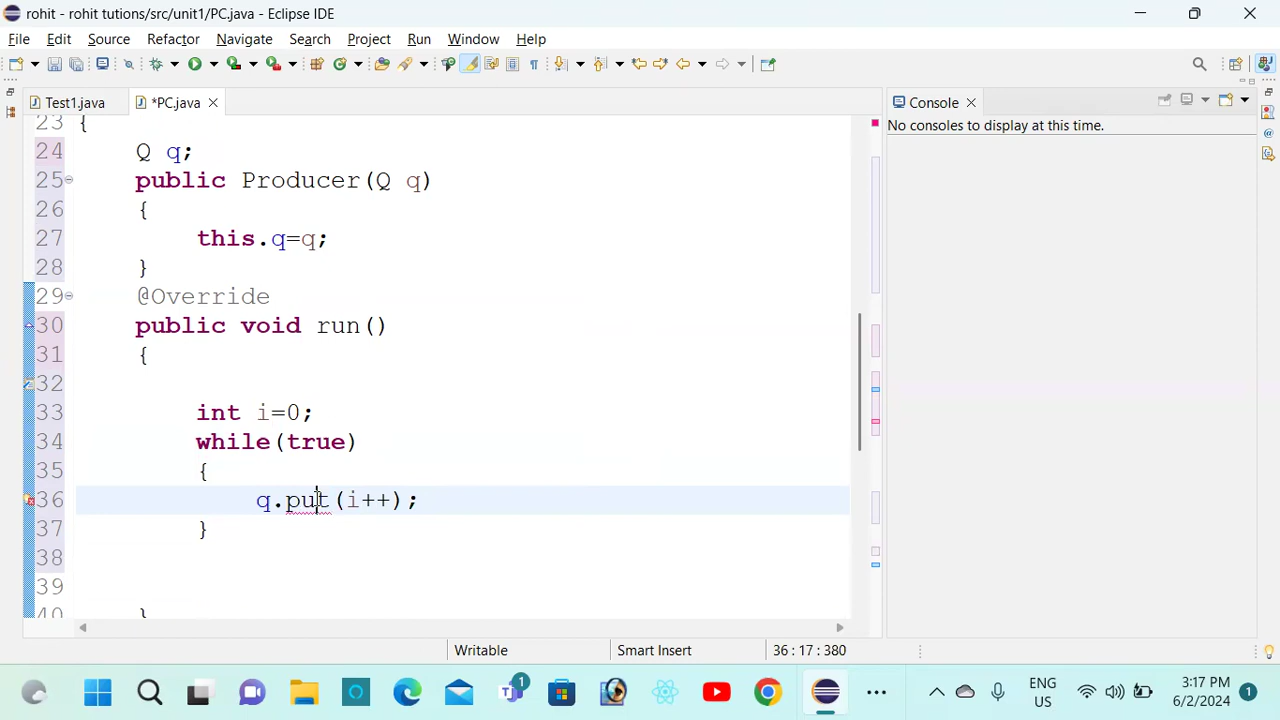 rohit - rohit tutions/src/unit1/PC.java - Eclipse IDE
File Edit Source Refactor Navigate Search Project Run Window Help
Test1.java *PC.java Console
No consoles to display at this time.
23 {
24 Q q;
25 public Producer(Q q)
26 {
27 this.q=q;
28 }
29 @Override
30 public void run()
31 {
32
33 int i=0;
34 while(true)
35 {
36 q.put(i++);
37 }
38
39
40 }
Writable Smart Insert 36 : 17 : 380
1 ENG 3:17 PM
US 6/2/2024 1